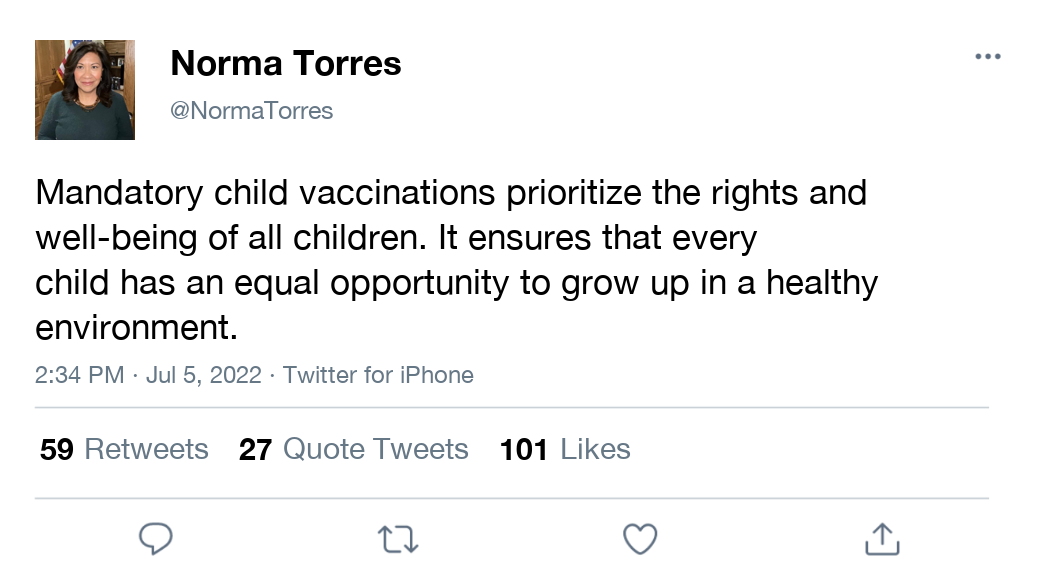 Norma Torres
@NormaTorres
Mandatory child vaccinations prioritize the rights and
well-being of all children. It ensures that every
child has an equal opportunity to grow up in a healthy
environment.
2:34 PM · Jul 5, 2022 · Twitter for iPhone
59 Retweets 27 Quote Tweets 101 Likes